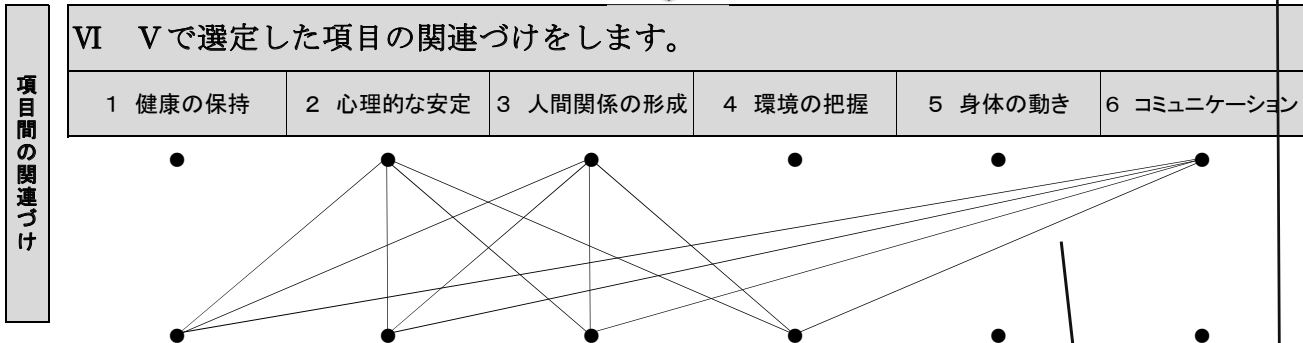 項目間の関連づけ
Ⅵ　Ⅴで選定した項目の関連づけをします。
1 健康の保持
2 心理的な安定
3 人間関係の形成
4 環境の把握
5 身体の動き
6 コミュニケーション